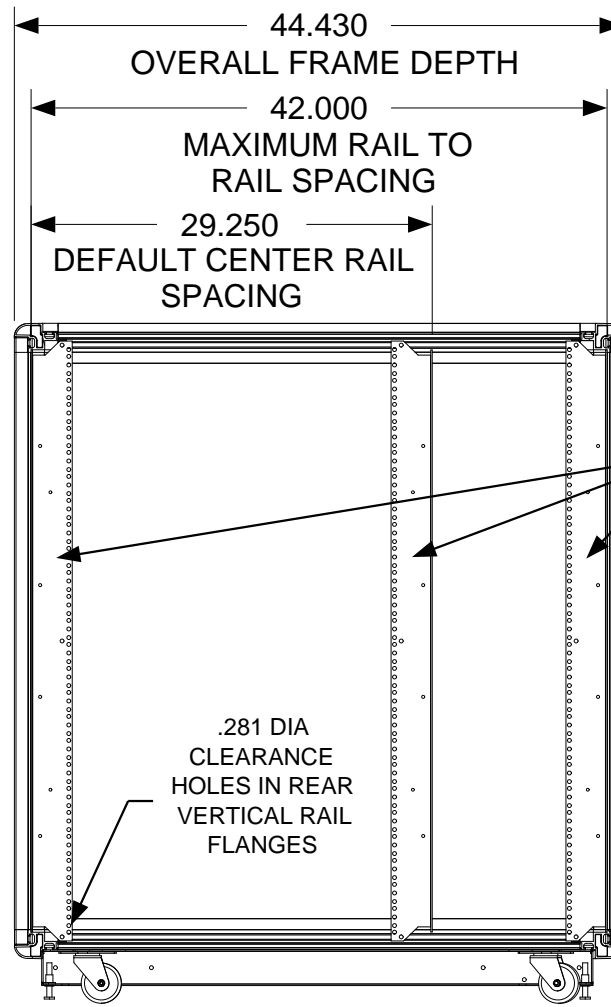 44.430
OVERALL FRAME DEPTH
42.000
MAXIMUM RAIL TO
RAIL SPACING
29.250
DEFAULT CENTER RAIL
SPACING
.281 DIA
CLEARANCE
HOLES IN REAR
VERTICAL RAIL
FLANGES